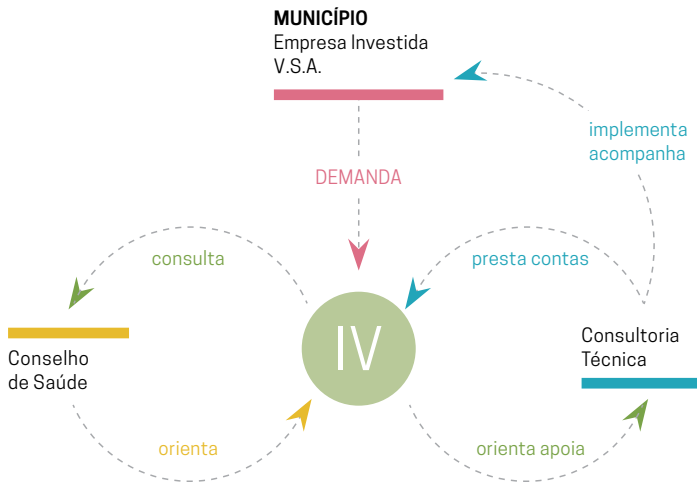 MUNICÍPIO
Empresa Investida
V.S.A.
implementa
acompanha
DEMANDA
consulta
presta contas
IV
Conselho
de Saúde
Consultoria
Técnica
orienta
orienta apoia